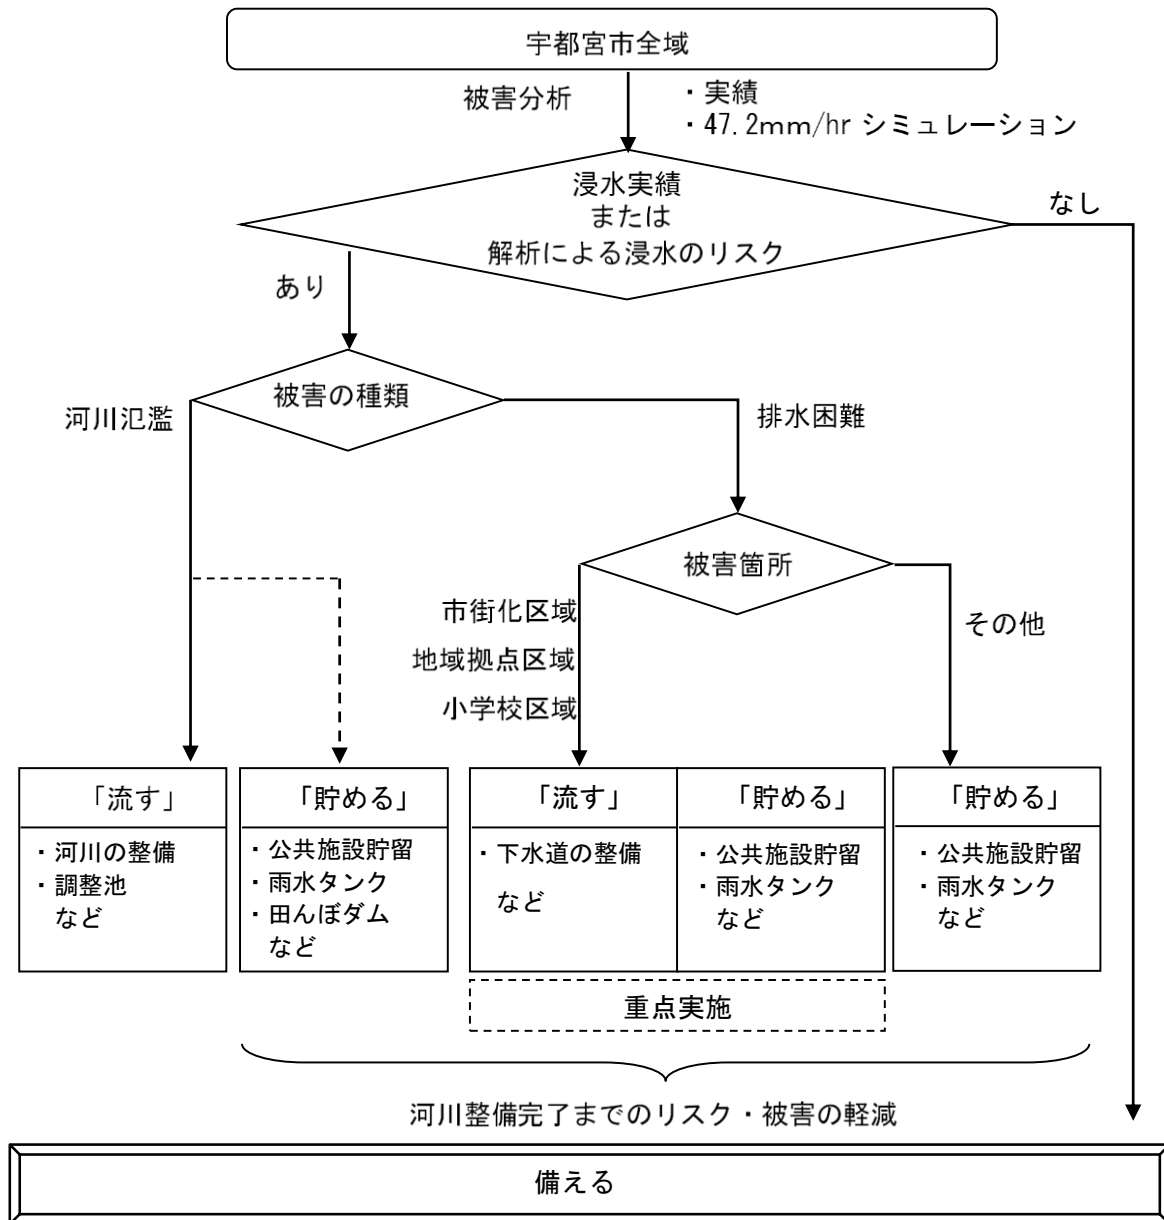 宇都宮市全域
被害分析
・実績
・47.2mm/hr シミュレーション
浸水実績
または
解析による浸水のリスク
なし
あり
被害の種類
河川氾濫
排水困難
被害箇所
市街化区域
地域拠点区域
小学校区域
その他
「流す」
・河川の整備
・調整池
など
「貯める」
・公共施設貯留
・雨水タンク
・田んぼダム
など
「流す」
・下水道の整備
など
「貯める」
・公共施設貯留
・雨水タンク
など
「貯める」
・公共施設貯留
・雨水タンク
など
重点実施
河川整備完了までのリスク・被害の軽減
備える